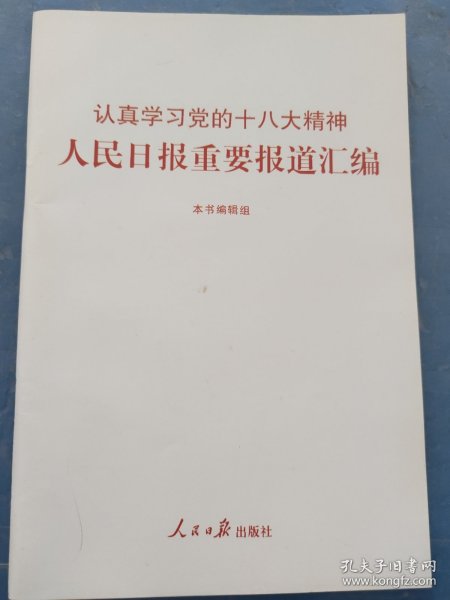 认真学习党的十八大精神
人民日报重要报道汇编
本书编辑组
人民日报出版社
孔夫子旧书网
www.kongfz.com